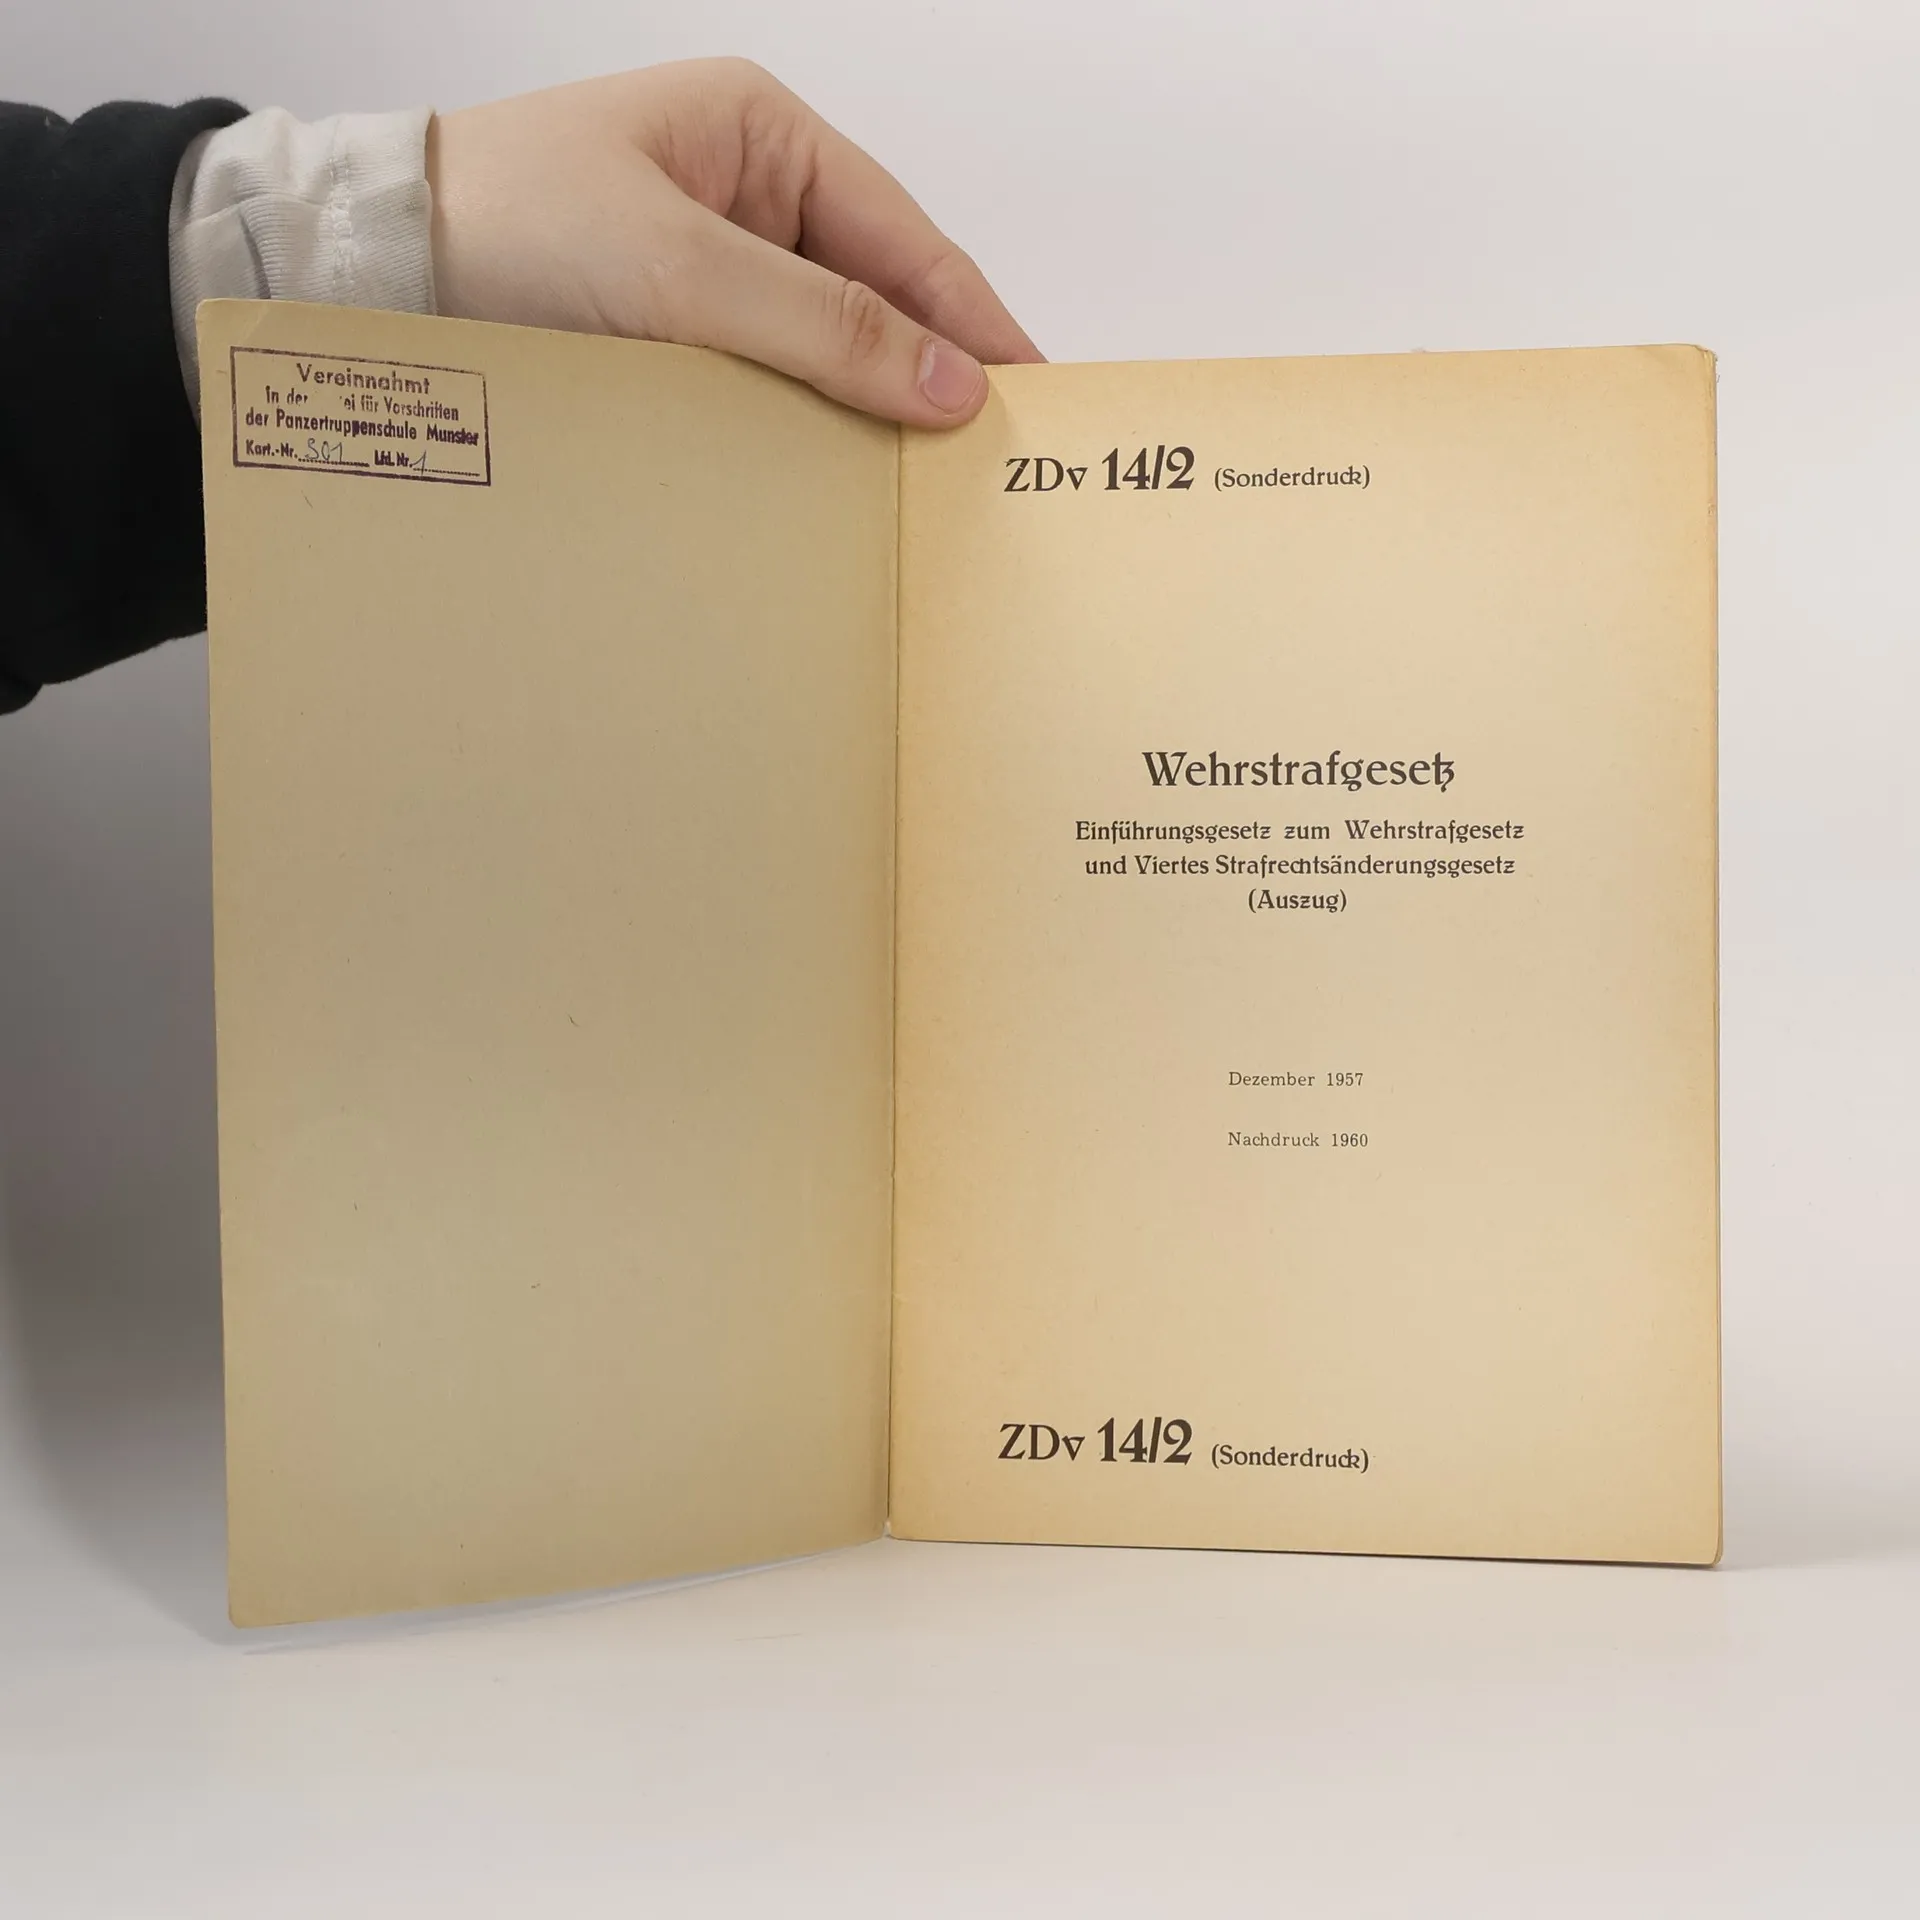 Vereinnahmt
In der ei für Vorschriften
der Panzertruppenschule Munster
Kart.-Nr. 301 Lfd. Nr. 1
ZDv 14/2 (Sonderdruck)
Wehrstrafgesetz
Einführungsgesetz zum Wehrstrafgesetz
und Viertes Strafrechtsänderungsgesetz
(Auszug)
Dezember 1957
Nachdruck 1960
ZDv 14/2 (Sonderdruck)